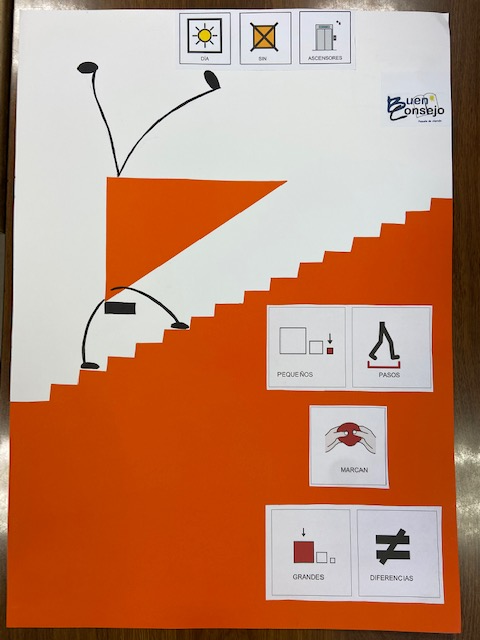 DÍA
SIN
ASCENSORES
Buen
Consejo
PEQUEÑOS
PASOS
MARCAN
GRANDES
DIFERENCIAS